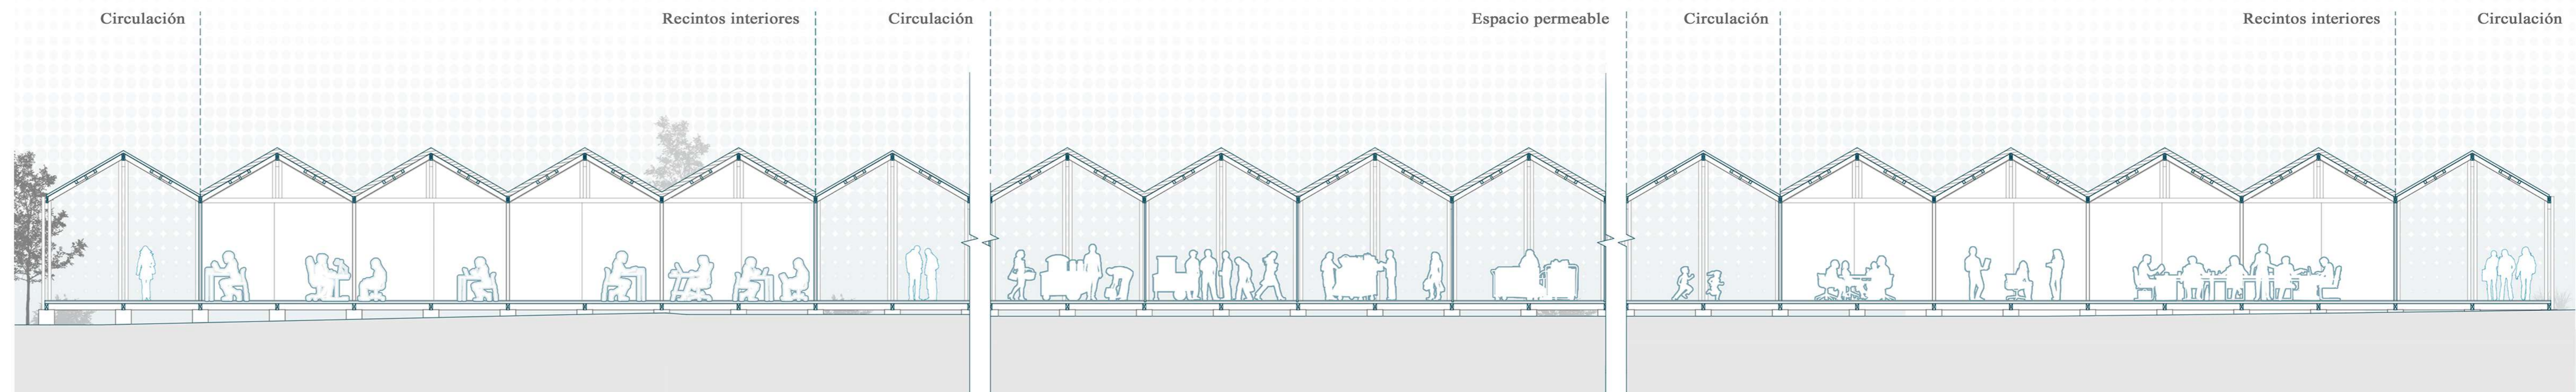 Circulación
Recintos interiores
Circulación
Espacio permeable
Circulación
Recintos interiores
Circulación